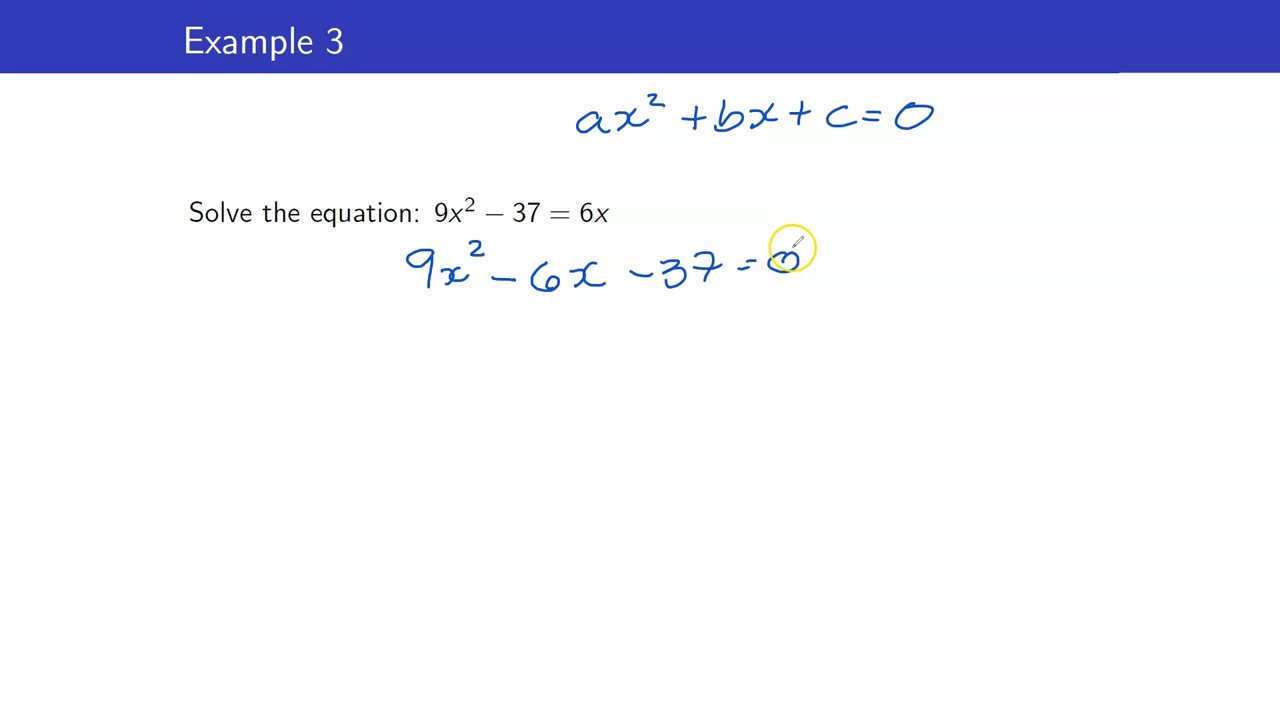 Example 3
ax² + bx + c = 0
Solve the equation: 9x² − 37 = 6x
9x² − 6x − 37 = 0